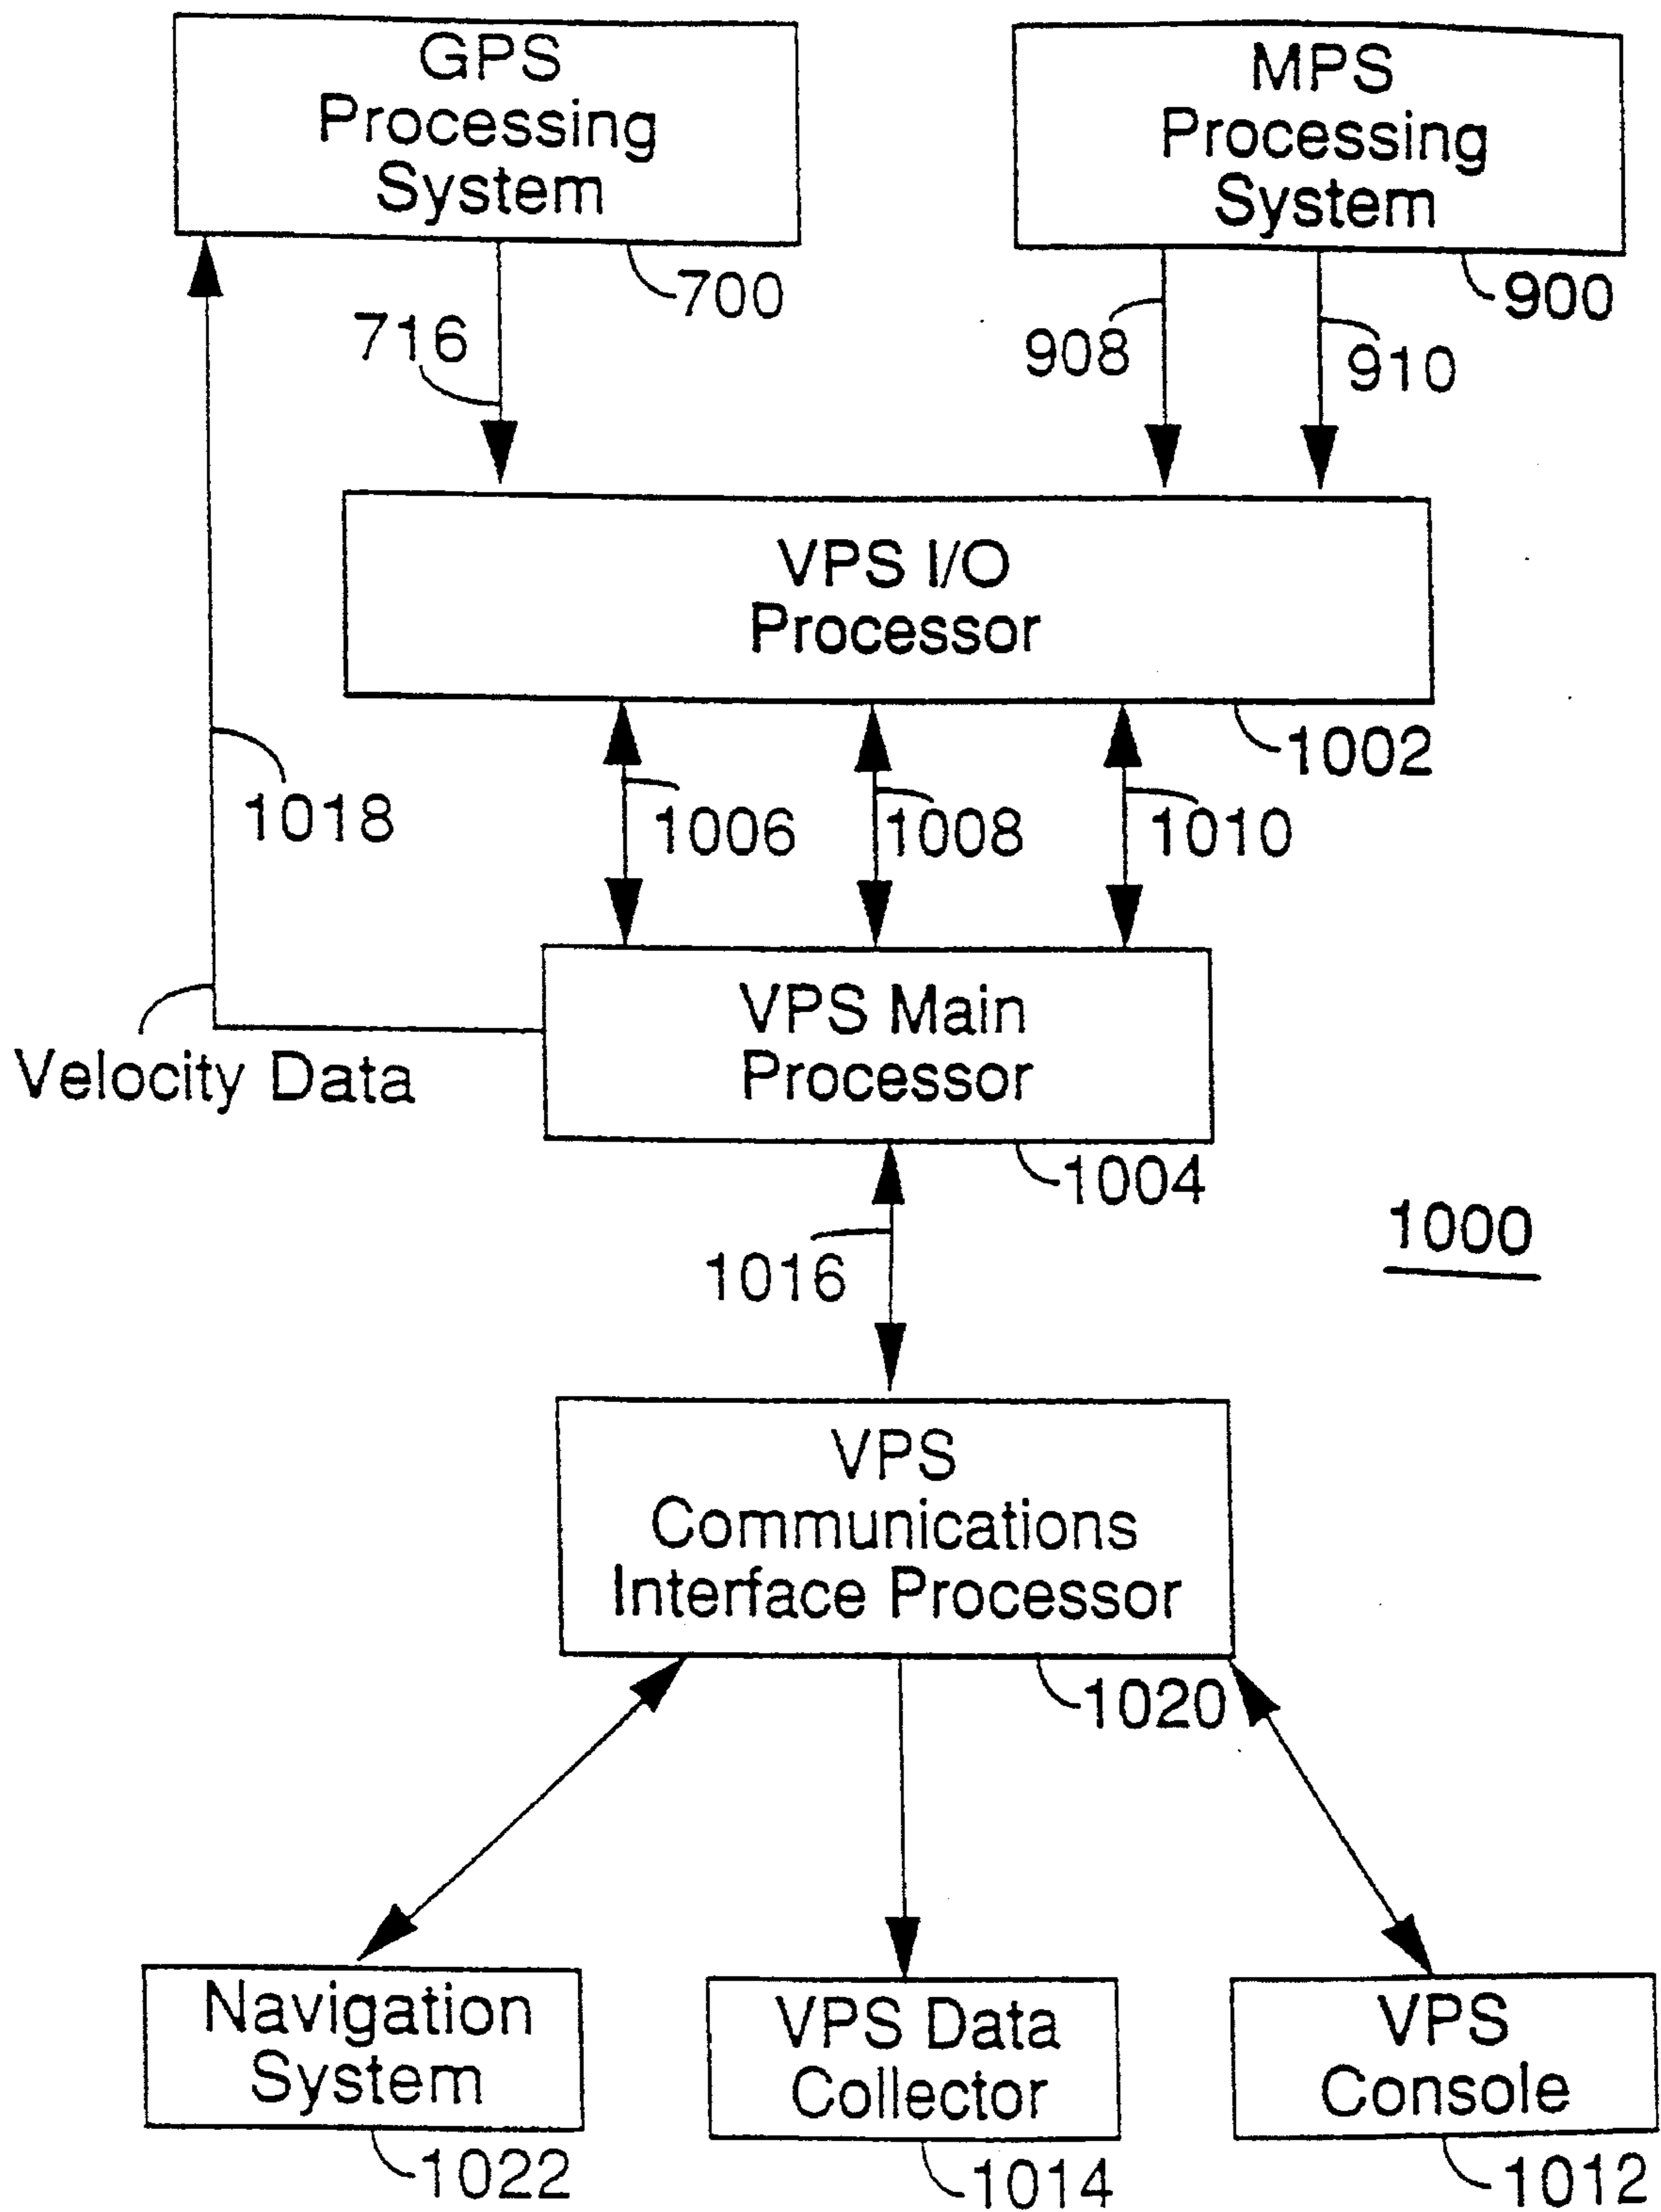 GPS
Processing
System
MPS
Processing
System
700
900
716
908
910
VPS I/O
Processor
1002
1018
1006
1008
1010
VPS Main
Processor
Velocity Data
1004
1000
1016
VPS
Communications
Interface Processor
1020
Navigation
System
VPS Data
Collector
VPS
Console
1022
1014
1012